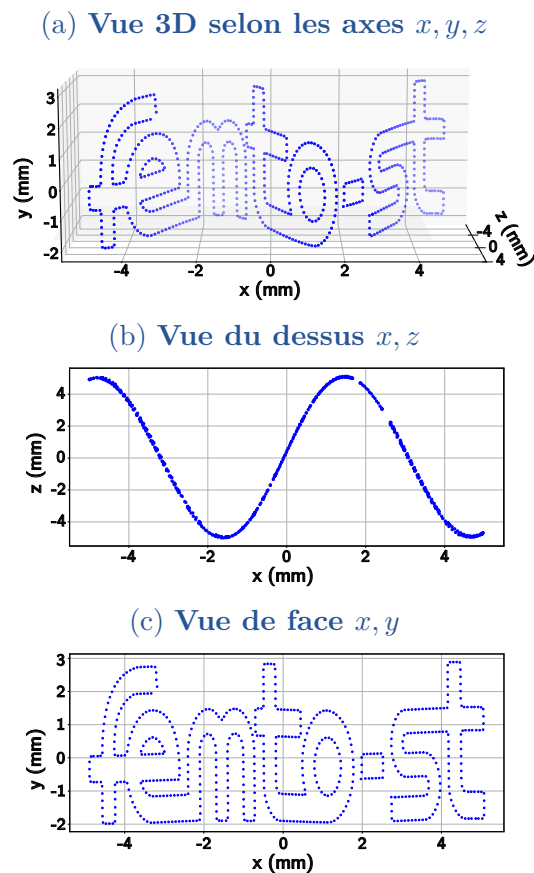 (a) Vue 3D selon les axes x, y, z
3
2
1
0
-1
-2
y (mm)
femto-st
-4 -2 0 2 4
x (mm)
-4
0
4
z (mm)
(b) Vue du dessus x, z
4
2
0
-2
-4
z (mm)
-4 -2 0 2 4
x (mm)
(c) Vue de face x, y
3
2
1
0
-1
-2
y (mm)
femto-st
-4 -2 0 2 4
x (mm)